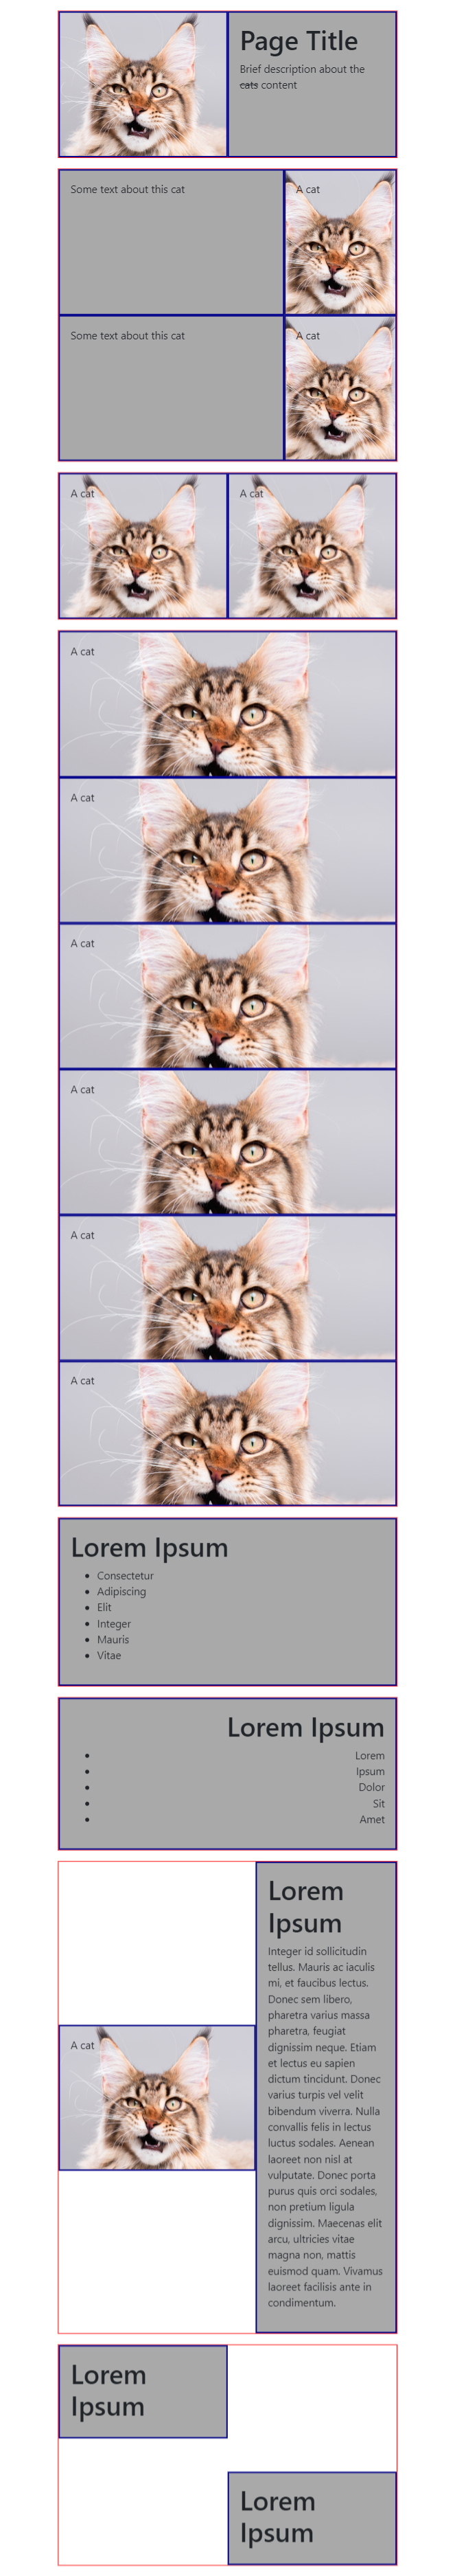 Page Title
Brief description about the
cats content
Some text about this cat
A cat
Some text about this cat
A cat
A cat
A cat
A cat
A cat
A cat
A cat
A cat
A cat
Lorem Ipsum
Consectetur
Adipiscing
Elit
Integer
Mauris
Vitae
Lorem Ipsum
Lorem
Ipsum
Dolor
Sit
Amet
A cat
Lorem
Ipsum
Integer id sollicitudin
tellus. Mauris ac iaculis
mi, et faucibus lectus.
Donec sem libero,
pharetra varius massa
pharetra, feugiat
dignissim neque. Etiam
et lectus eu sapien
dictum tincidunt. Donec
varius turpis vel velit
bibendum viverra. Nulla
convallis felis in lectus
luctus sodales. Aenean
laoreet non nisl at
vulputate. Donec porta
purus quis orci sodales,
non pretium ligula
dignissim. Maecenas elit
arcu, ultricies vitae
magna non, mattis
euismod quam. Vivamus
laoreet facilisis ante in
condimentum.
Lorem
Ipsum
Lorem
Ipsum